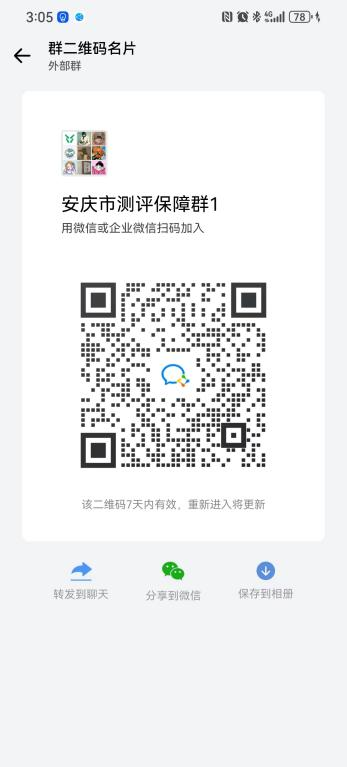 3:05
4G
78
群二维码名片
外部群
安庆市测评保障群1
用微信或企业微信扫码加入
该二维码7天内有效，重新进入将更新
转发到聊天
分享到微信
保存到相册